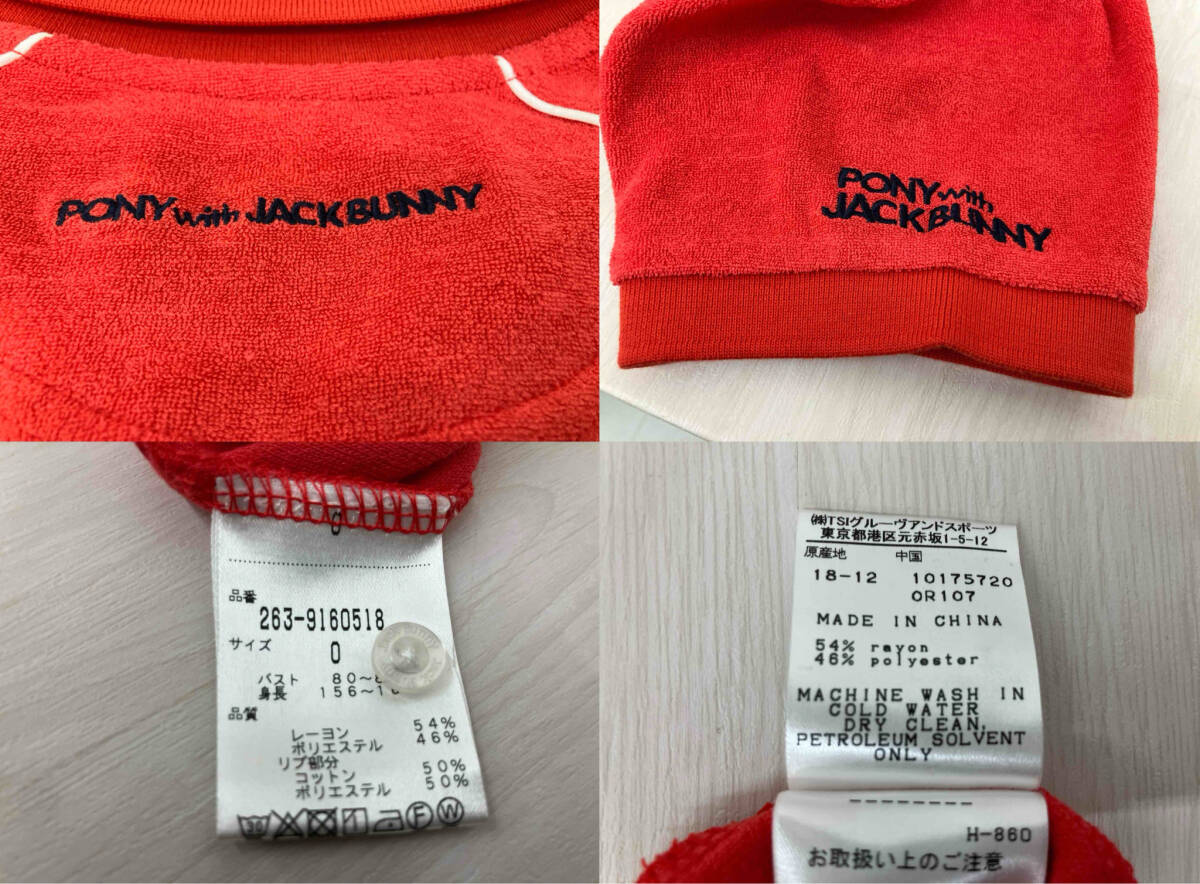 PONY with JACK BUNNY
PONY with
JACK BUNNY
0
品番
263-9160518
サイズ
0
バスト 80~
身長 156~1
品質
レーヨン 54%
ポリエステル 46%
リブ部分
コットン 50%
ポリエステル 50%
30 F W
㈱TSIグルーヴアンドスポーツ
東京都港区元赤坂1-5-12
原産地 中国
18-12 10175720
OR107
MADE IN CHINA
54% rayon
46% polyester
MACHINE WASH IN
COLD WATER
DRY CLEAN,
PETROLEUM SOLVENT
ONLY
H-860
お取扱い上のご注意